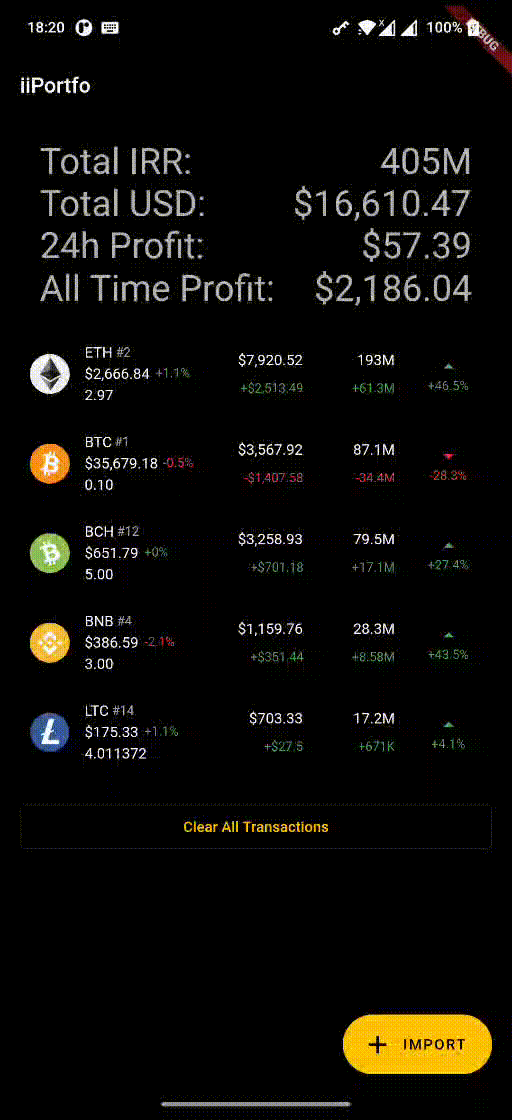 18:20
100%
BUG
iiPortfo
Total IRR: 405M
Total USD: $16,610.47
24h Profit: $57.39
All Time Profit: $2,186.04
ETH #2
$2,666.84 +1.1%
2.97
$7,920.52 193M
+$2,513.49 +61.3M +46.5%
BTC #1
$35,679.18 -0.5%
0.10
$3,567.92 87.1M
-$1,407.58 -34.4M -28.3%
BCH #12
$651.79 +0%
5.00
$3,258.93 79.5M
+$701.18 +17.1M +27.4%
BNB #4
$386.59 -2.1%
3.00
$1,159.76 28.3M
+$351.44 +8.58M +43.5%
LTC #14
$175.33 +1.1%
4.011372
$703.33 17.2M
+$27.5 +671K +4.1%
Clear All Transactions
+ IMPORT